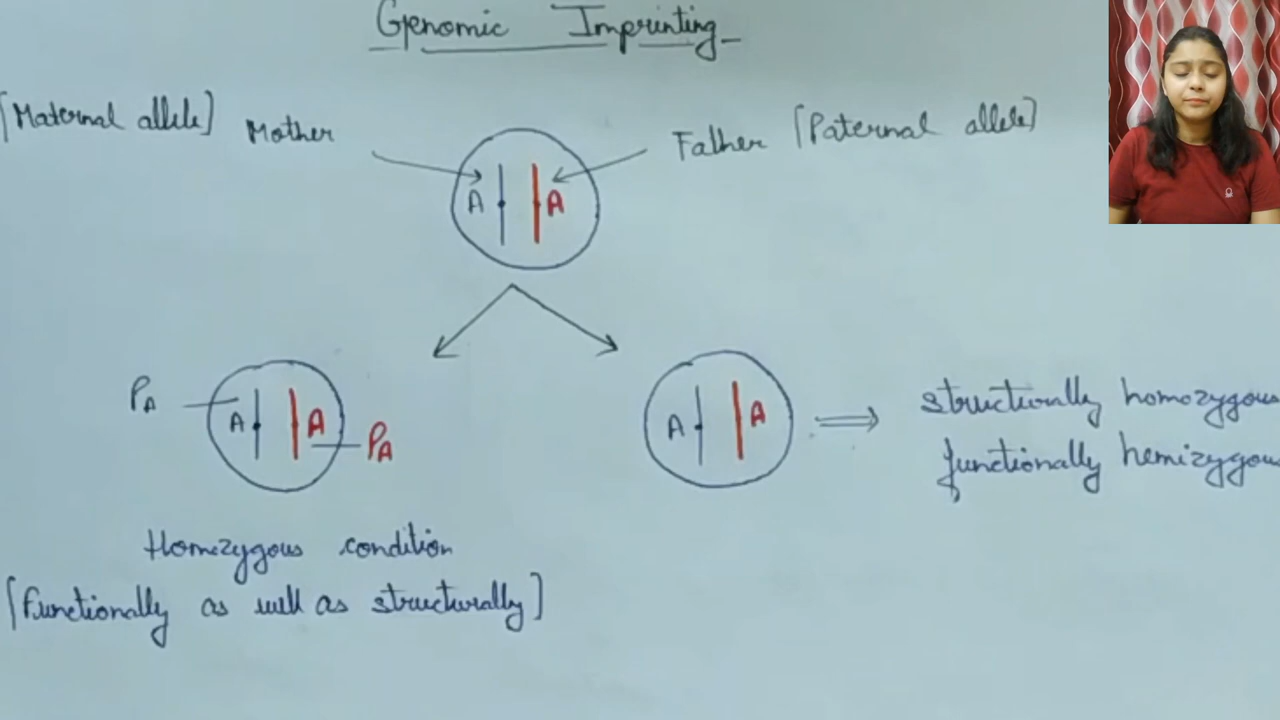 Genomic Imprinting
[Maternal allele] Mother
Father [Paternal allele]
A A
PA A A PA
A A
structurally homozygous
functionally hemizygous
Homozygous condition
[Functionally as well as structurally]